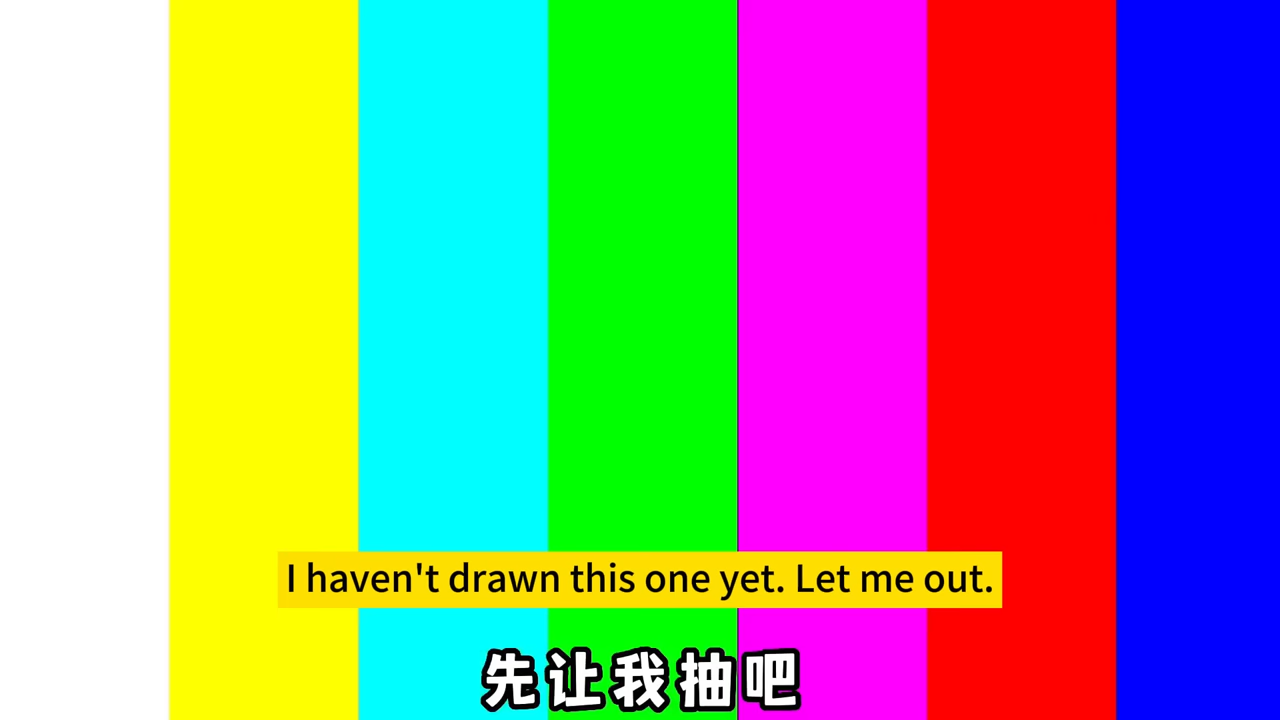 I haven't drawn this one yet. Let me out.
先让我抽吧